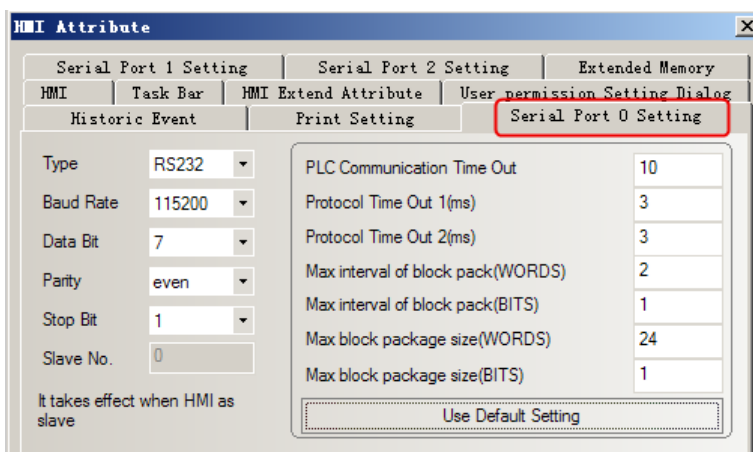 HMI Attribute
Serial Port 1 Setting
Serial Port 2 Setting
Extended Memory
HMI
Task Bar
HMI Extend Attribute
User permission Setting Dialog
Historic Event
Print Setting
Serial Port 0 Setting
Type
RS232
Baud Rate
115200
Data Bit
7
Parity
even
Stop Bit
1
Slave No.
0
It takes effect when HMI as
slave
PLC Communication Time Out
10
Protocol Time Out 1(ms)
3
Protocol Time Out 2(ms)
3
Max interval of block pack(WORDS)
2
Max interval of block pack(BITS)
1
Max block package size(WORDS)
24
Max block package size(BITS)
1
Use Default Setting